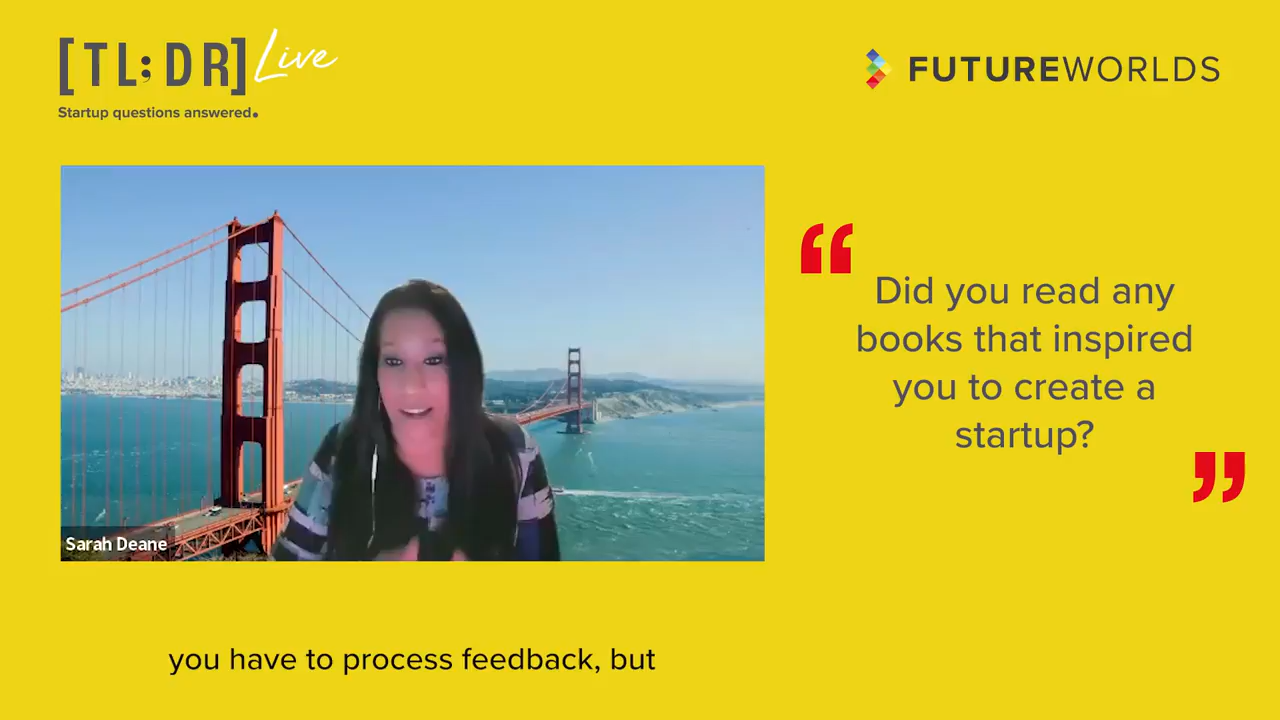 [TL;DR] Live
Startup questions answered.
FUTUREWORLDS
“
Did you read any
books that inspired
you to create a
startup?
”
Sarah Deane
you have to process feedback, but